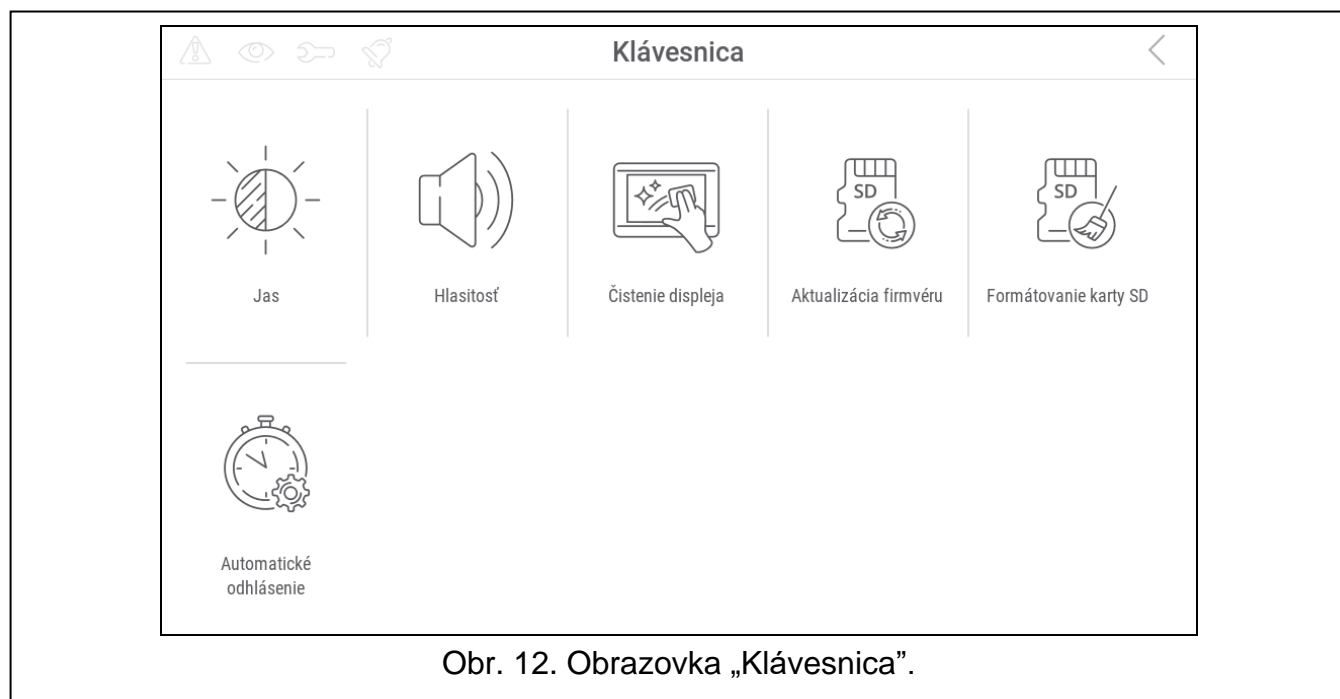 Klávesnica
SD
SD
Jas
Hlasitosť
Čistenie displeja
Aktualizácia firmvéru
Formátovanie karty SD
Automatické
odhlásenie
Obr. 12. Obrazovka „Klávesnica”.